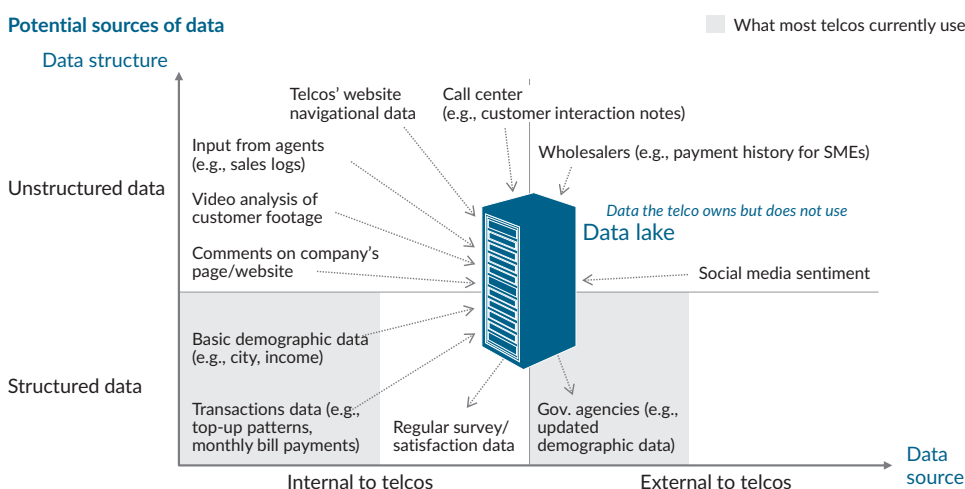 Potential sources of data
What most telcos currently use
Data structure
Telcos’ website
navigational data
Call center
(e.g., customer interaction notes)
Input from agents
(e.g., sales logs)
Wholesalers (e.g., payment history for SMEs)
Unstructured data
Video analysis of
customer footage
Data the telco owns but does not use
Data lake
Comments on company’s
page/website
Social media sentiment
Basic demographic data
(e.g., city, income)
Structured data
Transactions data (e.g.,
top-up patterns,
monthly bill payments)
Regular survey/
satisfaction data
Gov. agencies (e.g.,
updated
demographic data)
Data
source
Internal to telcos
External to telcos